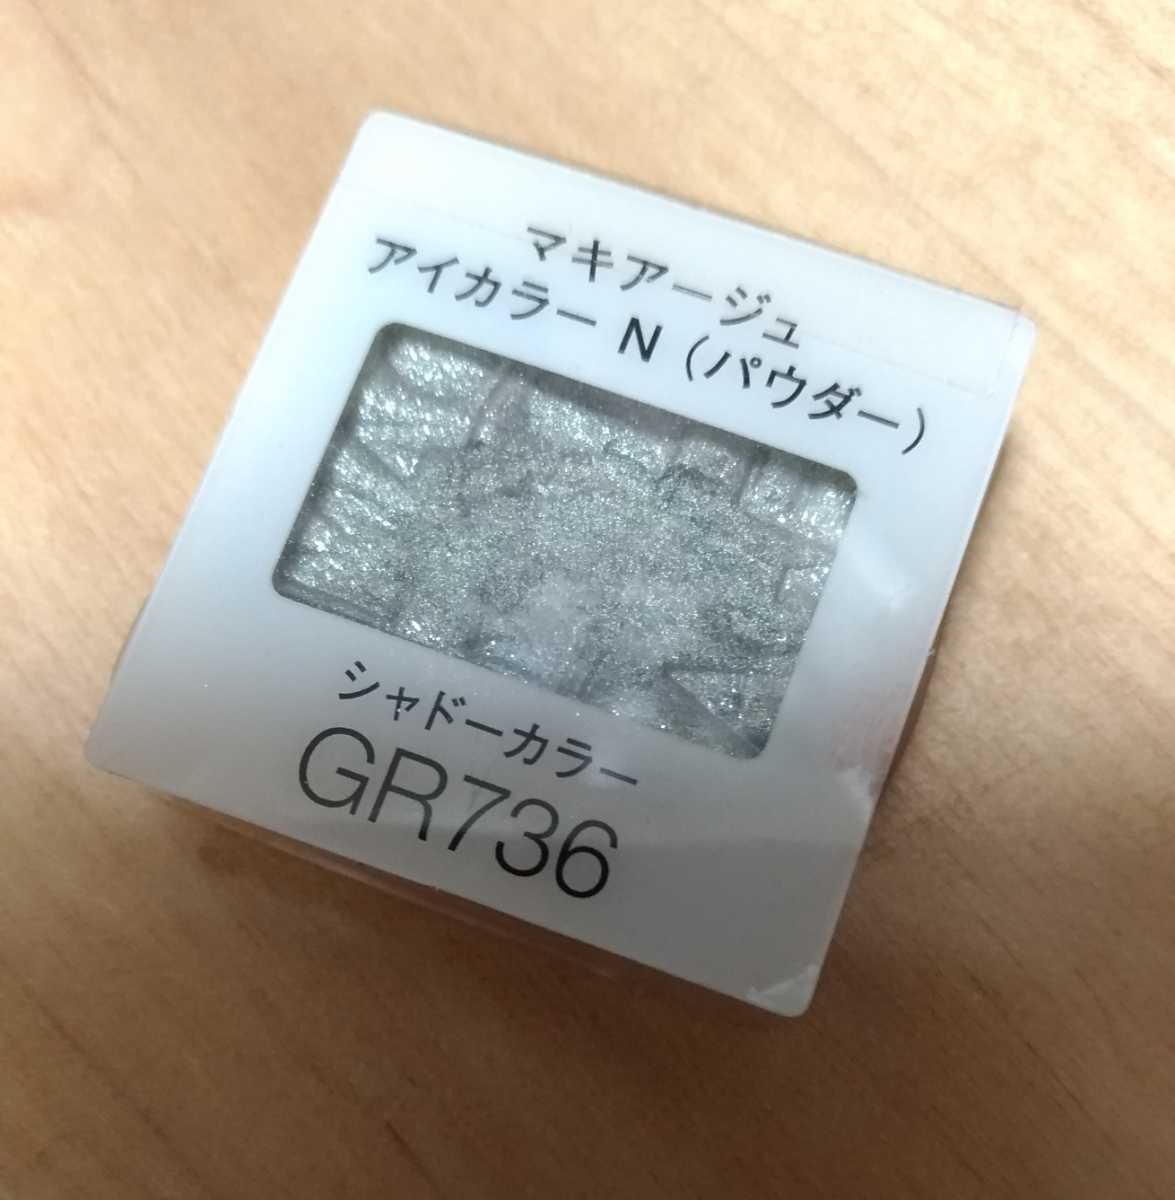 マキアージュ
アイカラー N (パウダー)
シャドーカラー
GR736